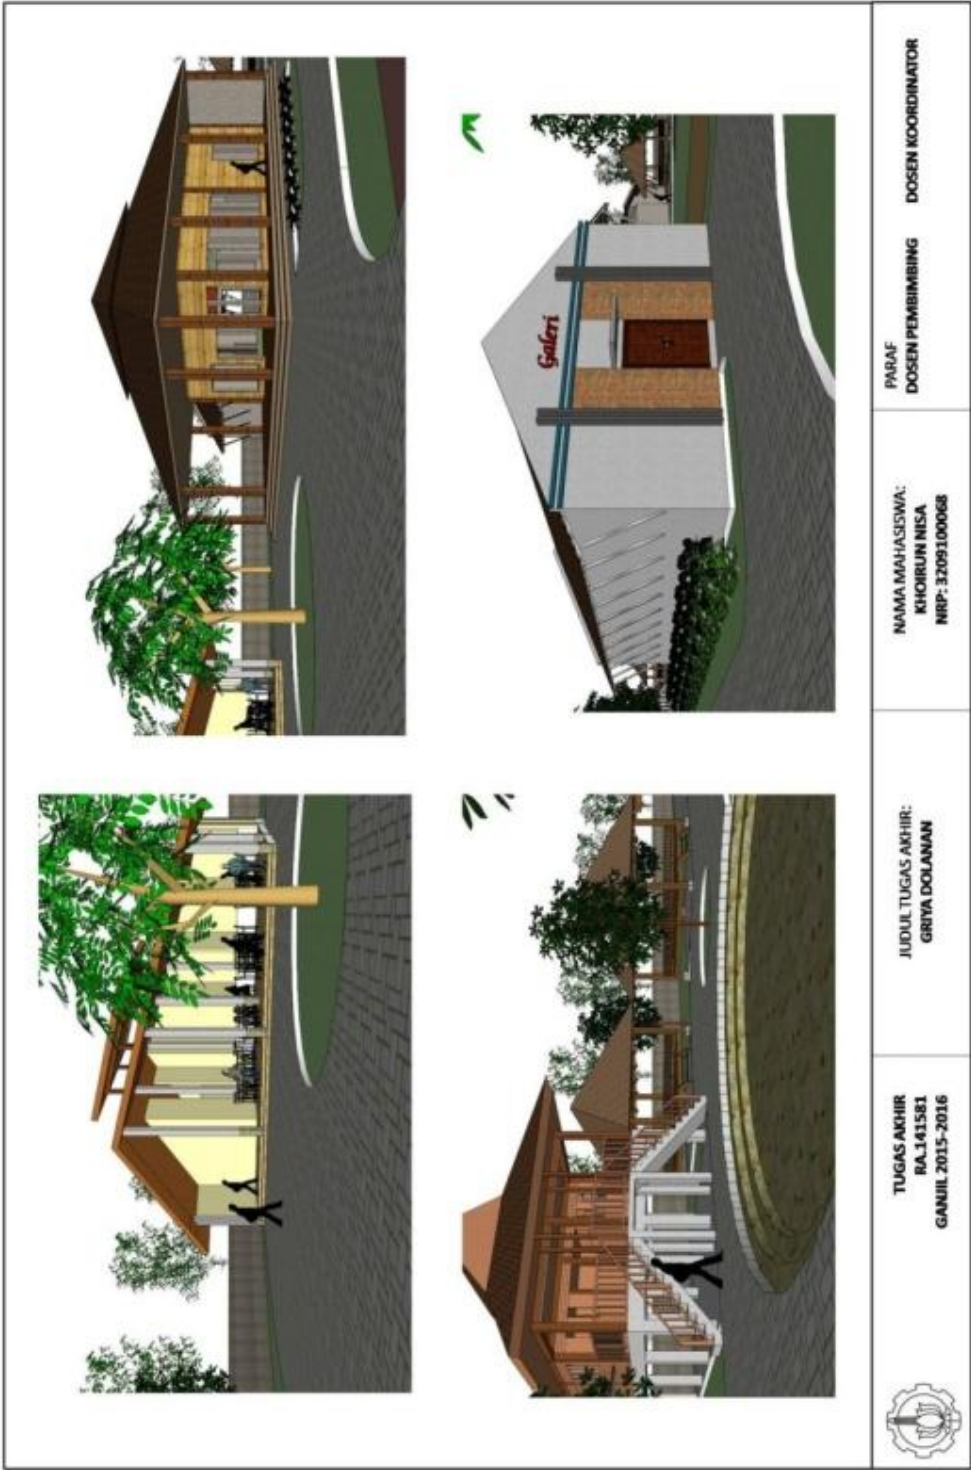 Galeri
TUGAS AKHIR
RA.141581
GANJIL 2015-2016
JUDUL TUGAS AKHIR:
GRIYA DOLANAN
NAMA MAHASISWA:
KHOIRUN NISA
NRP: 3209100068
PARAF
DOSEN PEMBIMBING DOSEN KOORDINATOR